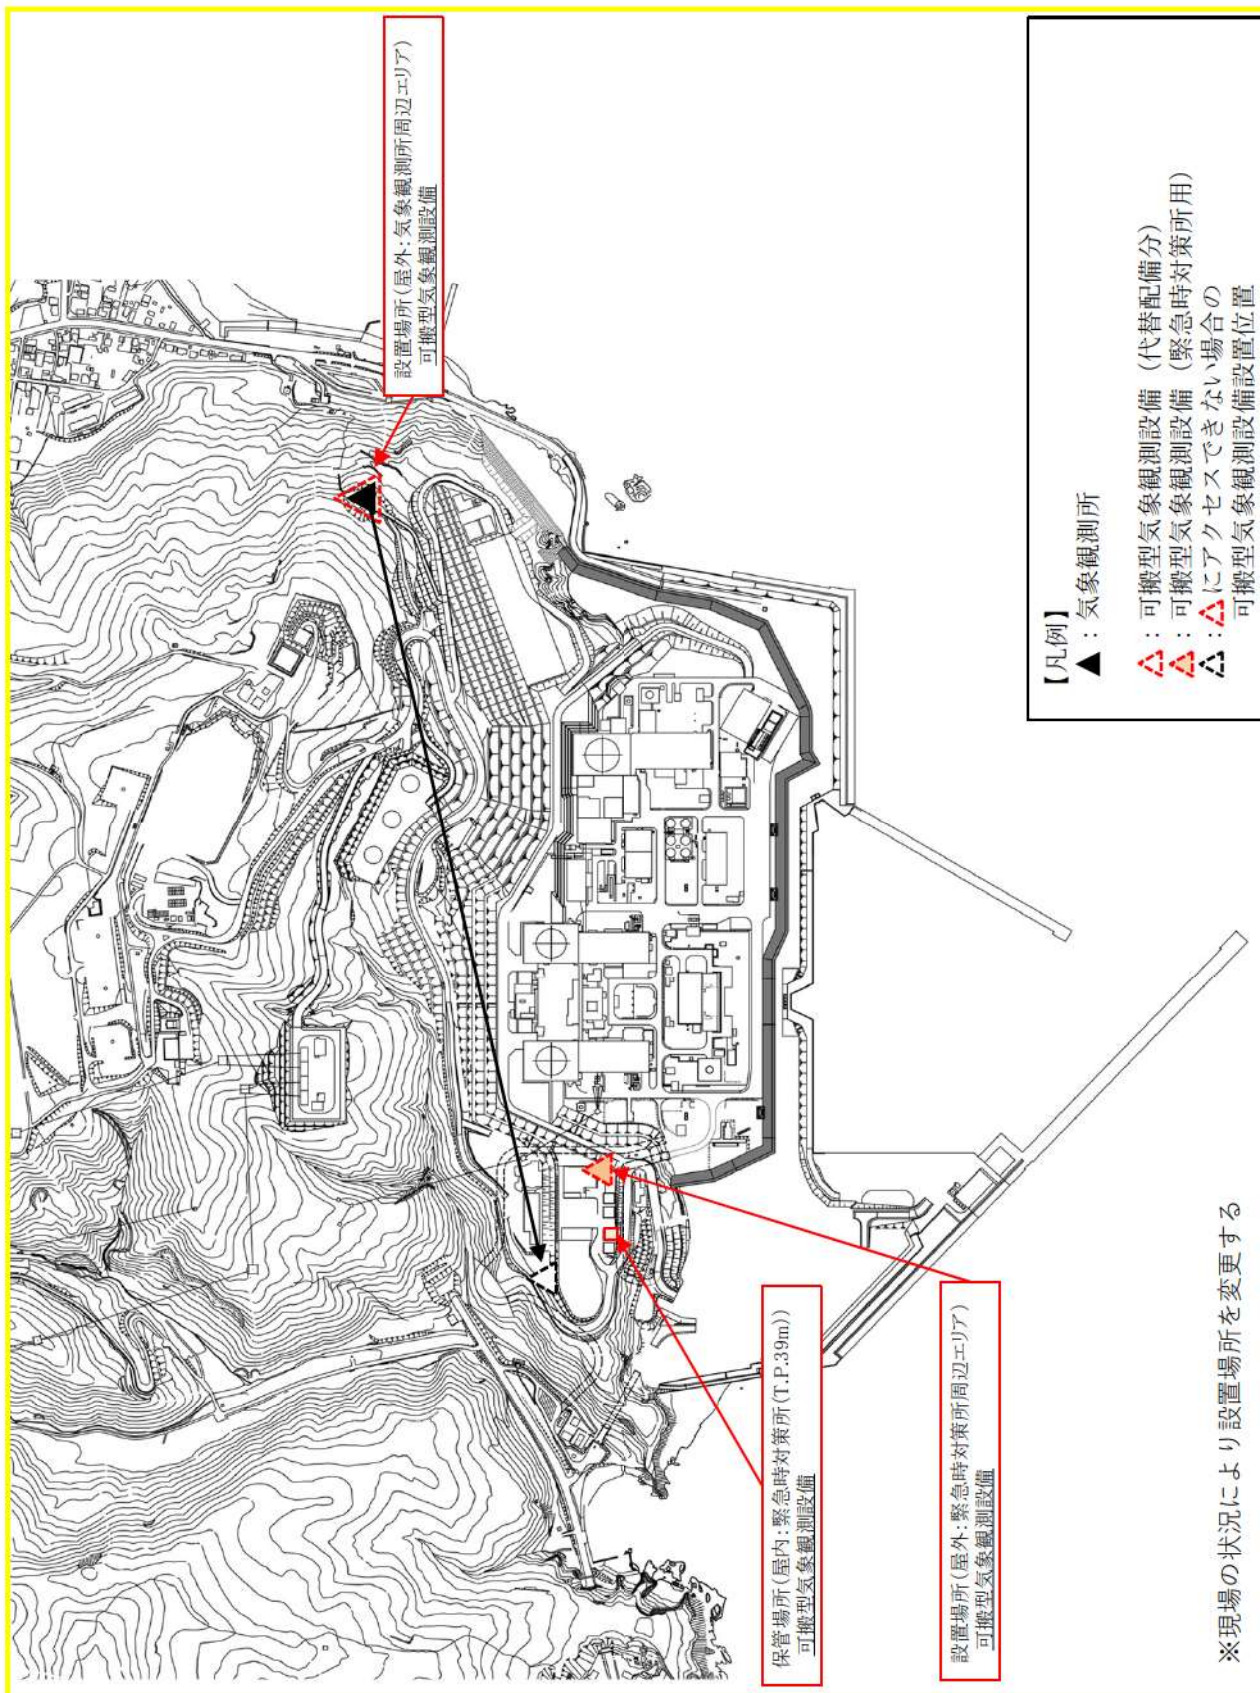 設置場所(屋外:気象観測所周辺エリア)
可搬型気象観測設備
保管場所(屋内:緊急時対策所(T.P.39m))
可搬型気象観測設備
設置場所(屋外:緊急時対策所周辺エリア)
可搬型気象観測設備
【凡例】
▲:気象観測所
:可搬型気象観測設備(代替配備分)
:可搬型気象観測設備(緊急時対策所用)
:にアクセスできない場合の
可搬型気象観測設備設置位置
※現場の状況により設置場所を変更する